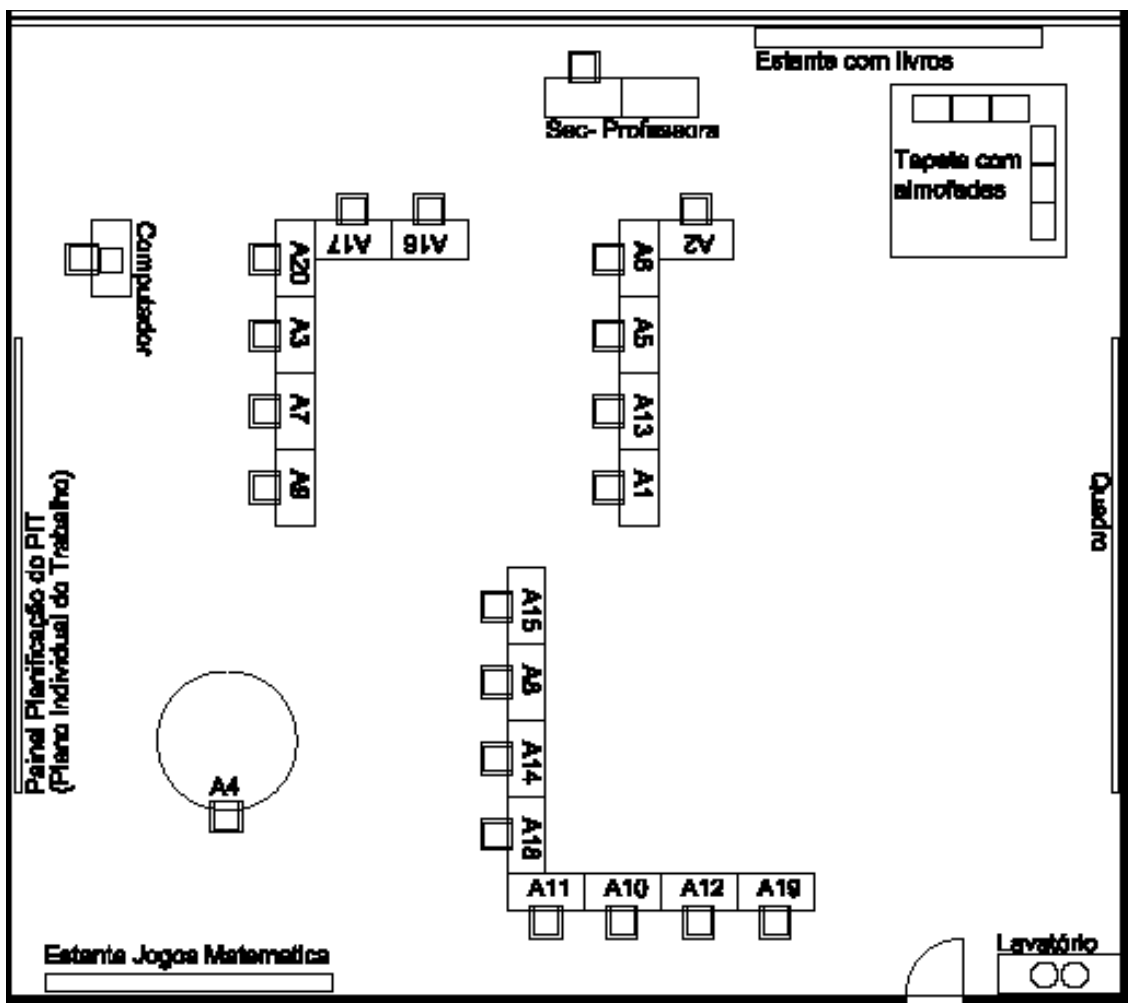 Estante com livros
Sec- Professora
Tapete com
almofadas
Computador
A17
A16
A2
A20
A6
A3
A5
A7
A13
A9
A1
Quadro
Painel Planificação do PIT
(Plano Individual do Trabalho)
A15
A8
A14
A4
A18
A11
A10
A12
A19
Estante Jogos Matematica
Lavatório